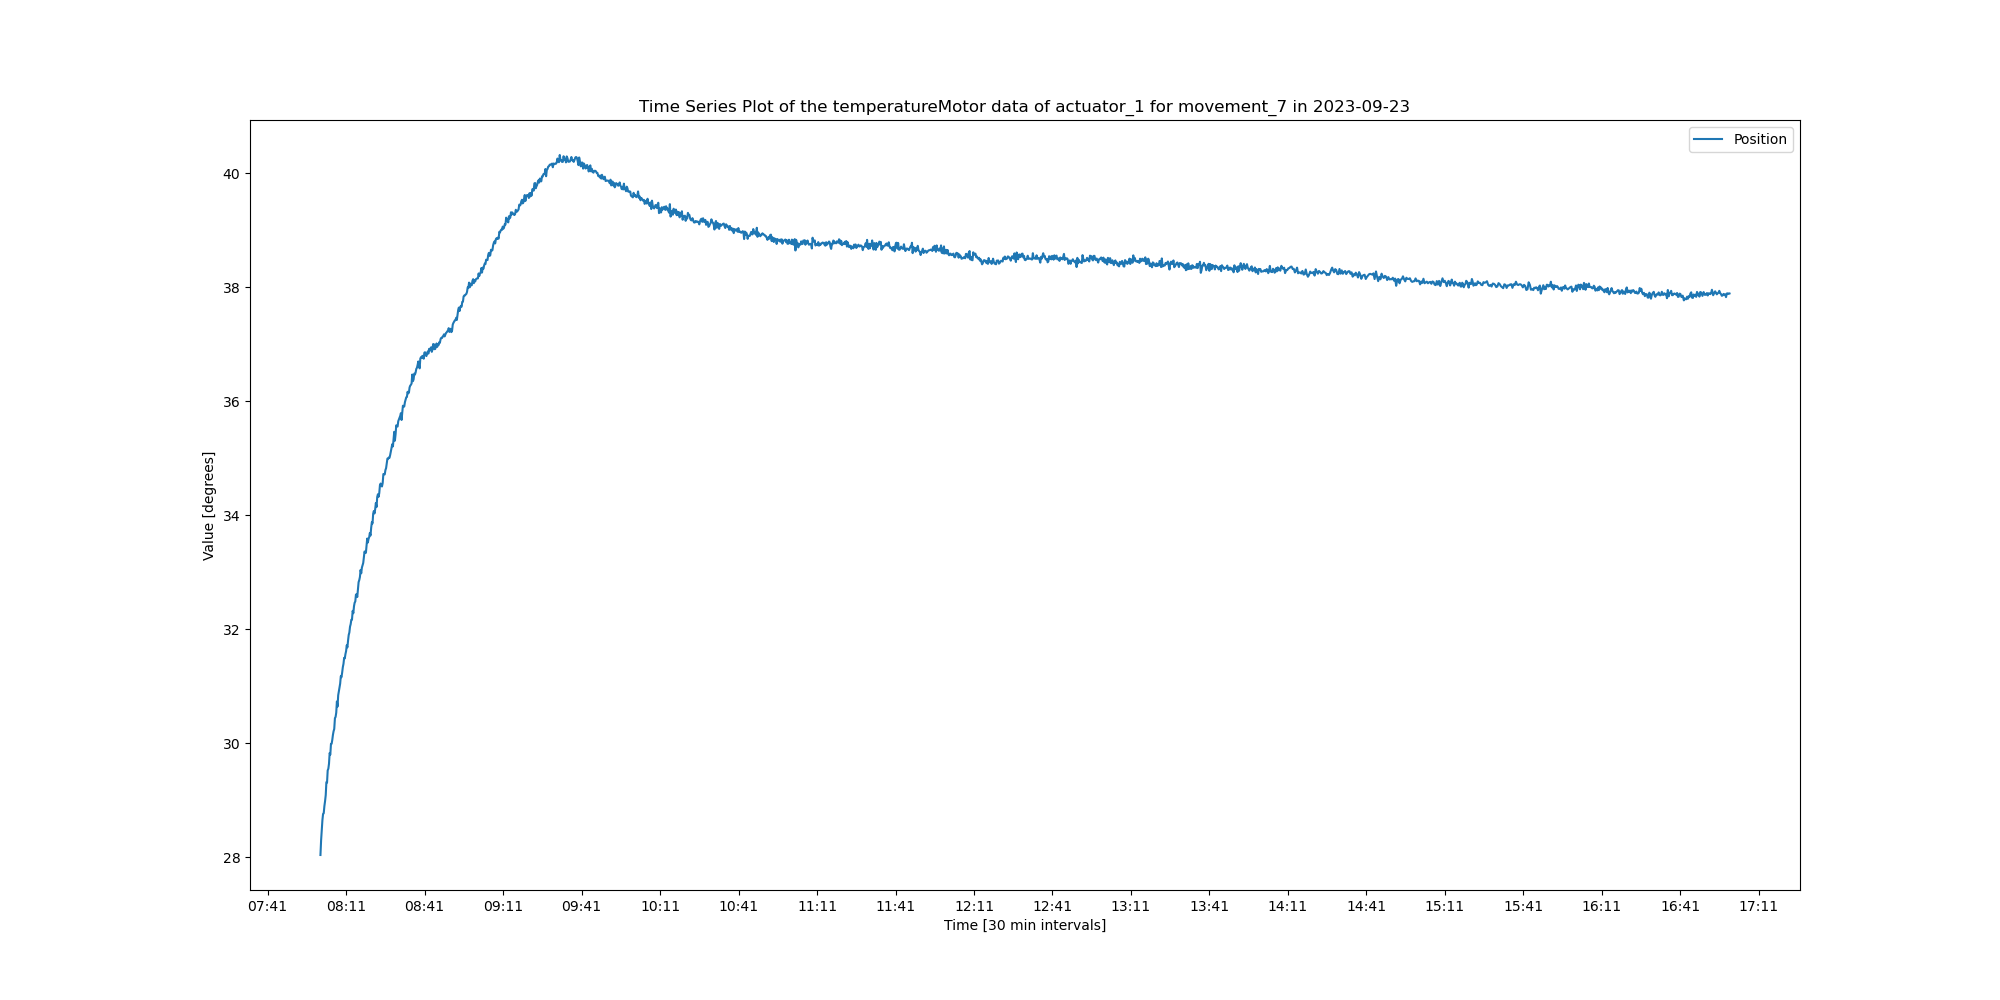 Time Series Plot of the temperatureMotor data of actuator_1 for movement_7 in 2023-09-23
Position
40
38
36
34
32
30
28
Value [degrees]
07:41 08:11 08:41 09:11 09:41 10:11 10:41 11:11 11:41 12:11 12:41 13:11 13:41 14:11 14:41 15:11 15:41 16:11 16:41 17:11
Time [30 min intervals]